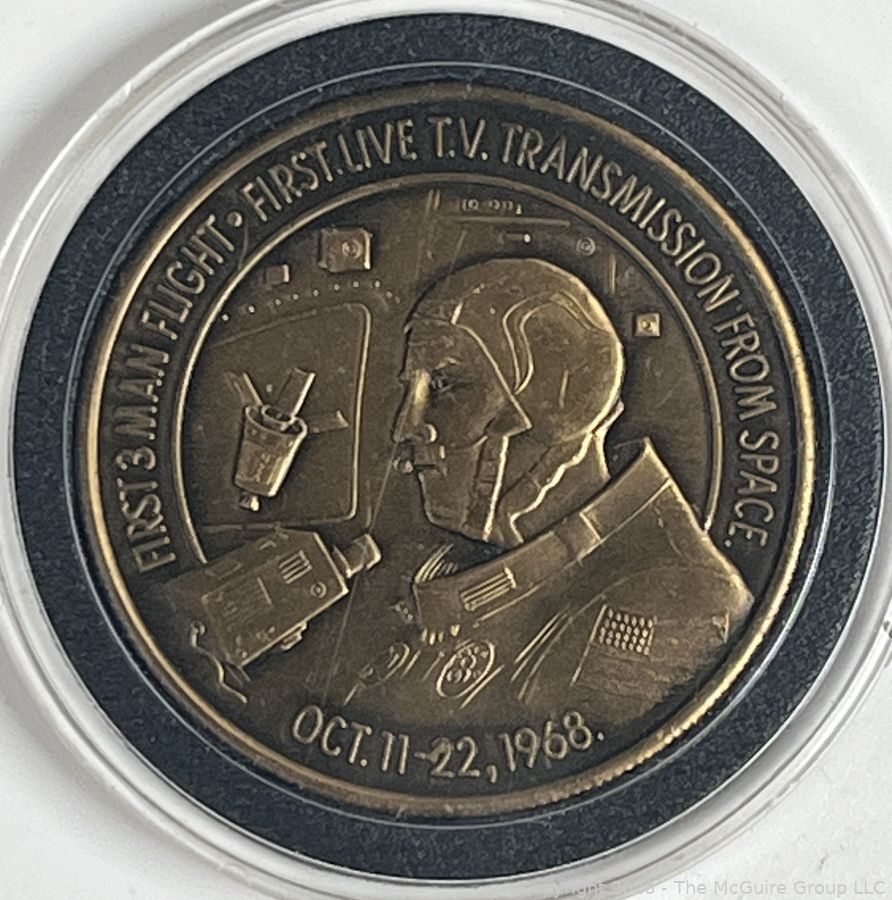 FIRST 3 MAN FLIGHT • FIRST LIVE T.V. TRANSMISSION FROM SPACE.
OCT. 11-22, 1968.
- The McGuire Group LLC